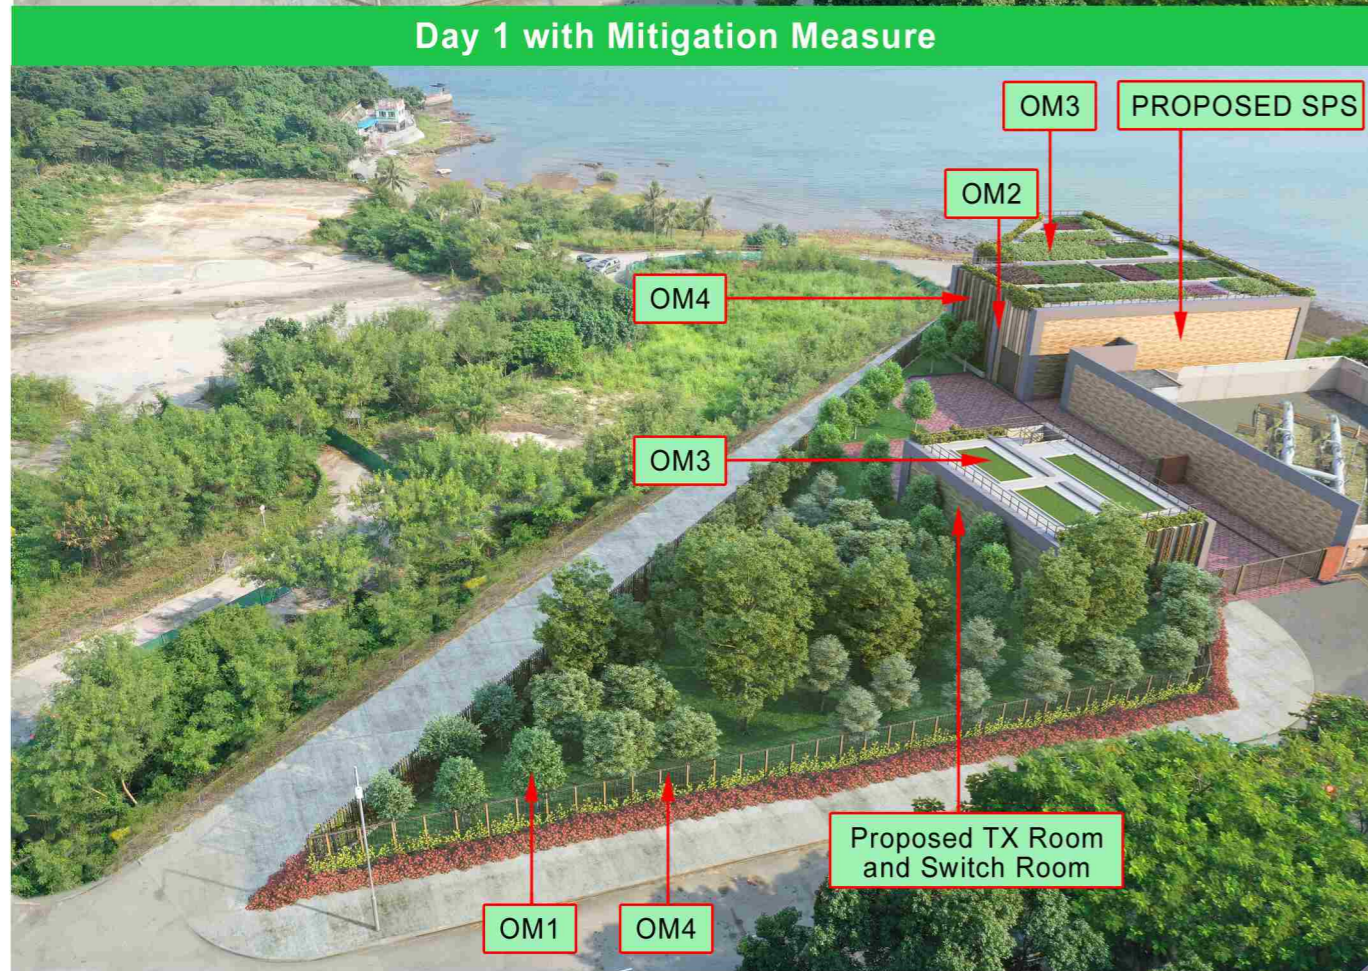 Day 1 with Mitigation Measure
OM3
PROPOSED SPS
OM2
OM4
OM3
Proposed TX Room
and Switch Room
OM1
OM4